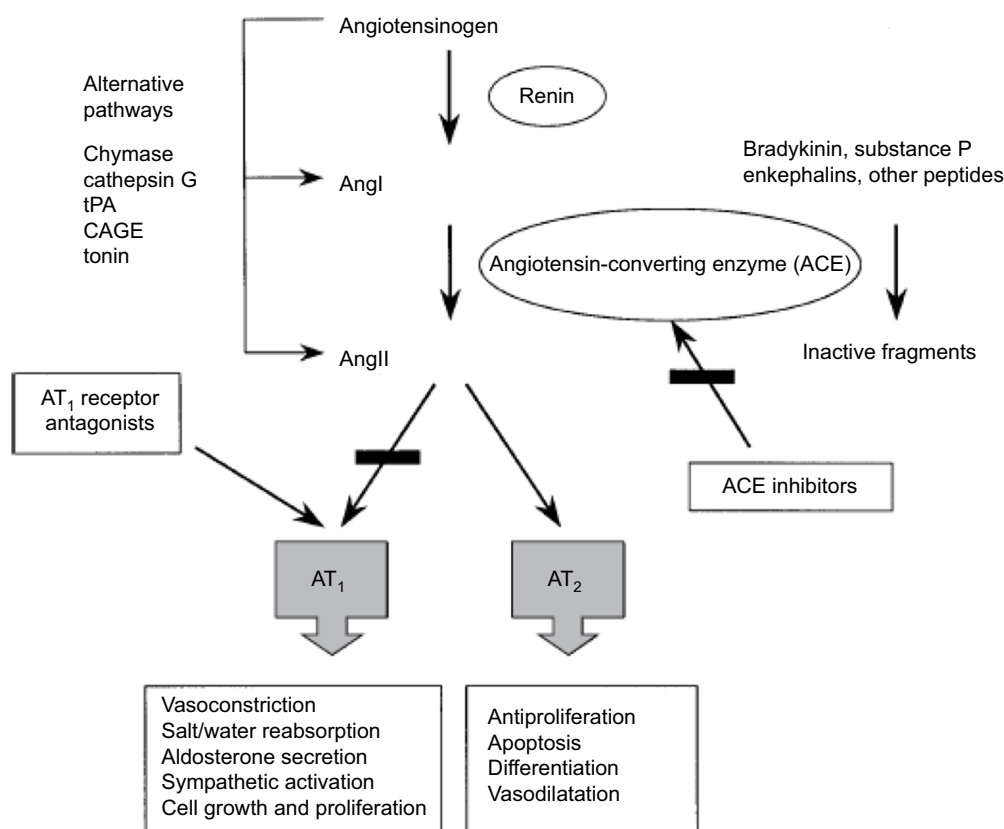 Angiotensinogen
Alternative
pathways
Renin
Chymase
cathepsin G
tPA
CAGE
tonin
AngI
Bradykinin, substance P
enkephalins, other peptides
Angiotensin-converting enzyme (ACE)
AngII
Inactive fragments
AT₁ receptor
antagonists
ACE inhibitors
AT₁
AT₂
Vasoconstriction
Salt/water reabsorption
Aldosterone secretion
Sympathetic activation
Cell growth and proliferation
Antiproliferation
Apoptosis
Differentiation
Vasodilatation